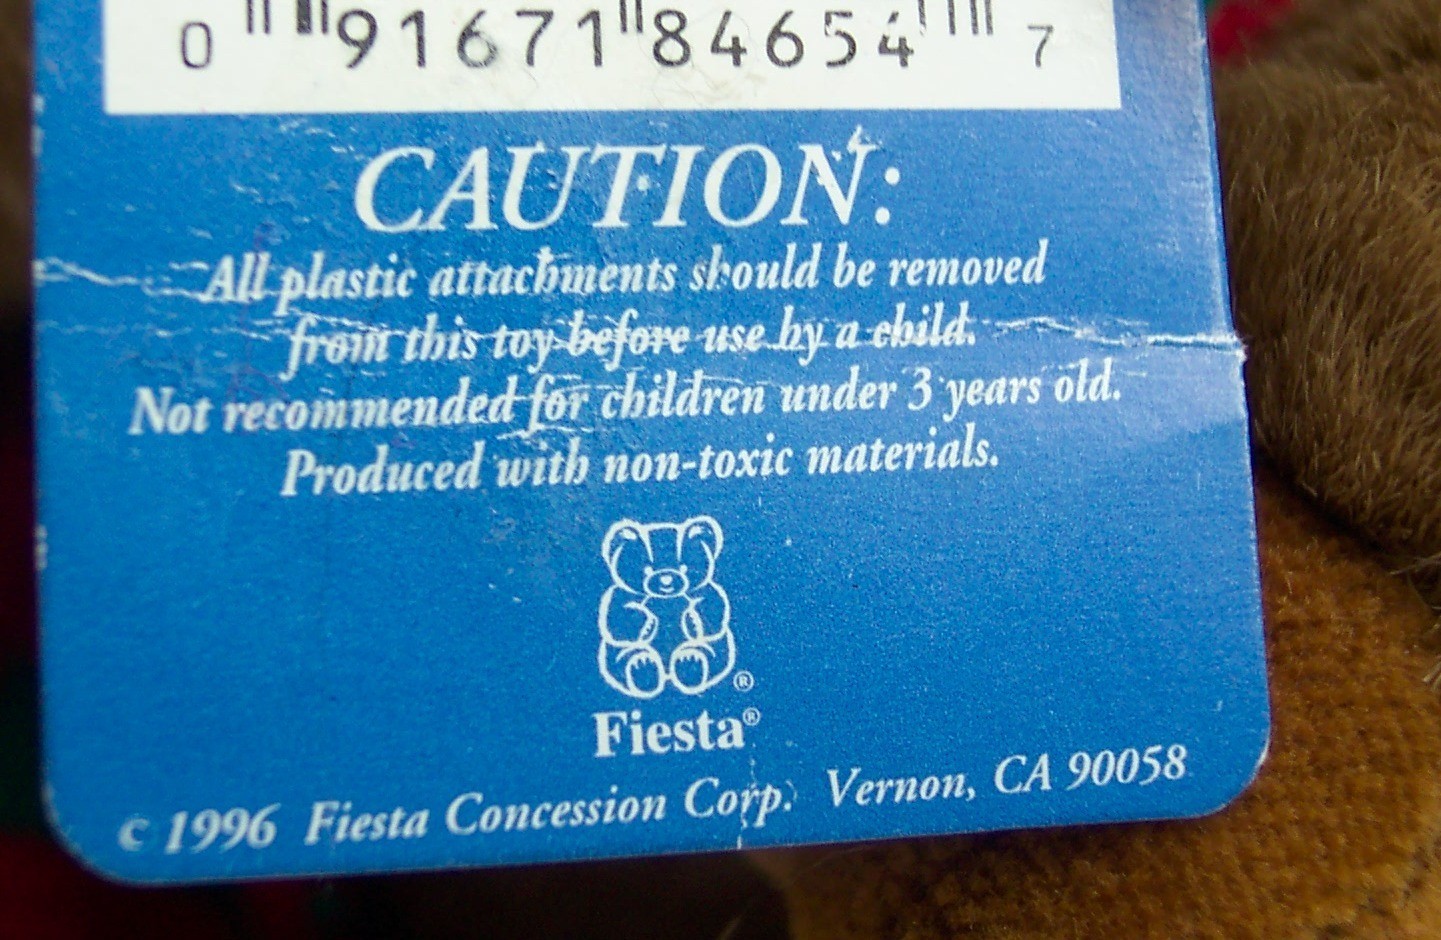 0 91671 84654 7
CAUTION:
All plastic attachments should be removed
from this toy before use by a child.
Not recommended for children under 3 years old.
Produced with non-toxic materials.
®
Fiesta®
© 1996 Fiesta Concession Corp. Vernon, CA 90058